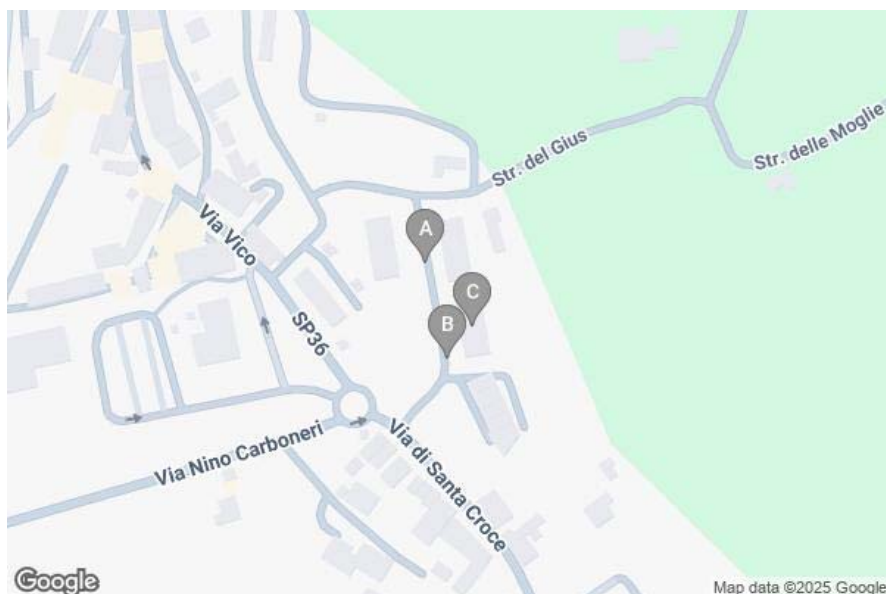 Str. del Gius
Str. delle Moglie
Via Vico
A
C
B
SP36
Via Nino Carboneri
Via di Santa Croce
Google
Map data ©2025 Google